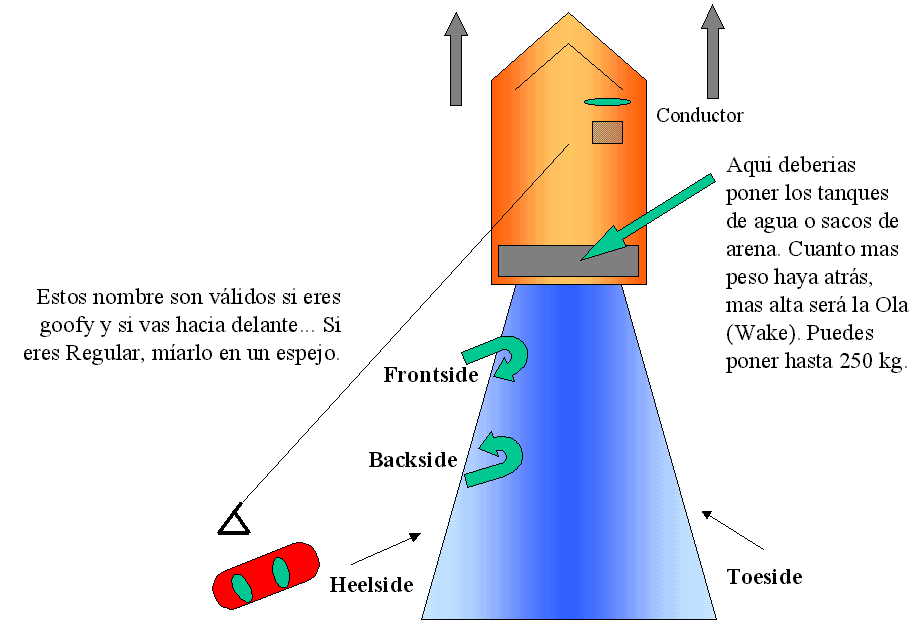 Conductor
Aqui deberias
poner los tanques
de agua o sacos de
arena. Cuanto mas
peso haya atrás,
mas alta será la Ola
(Wake). Puedes
poner hasta 250 kg.
Estos nombre son válidos si eres
goofy y si vas hacia delante... Si
eres Regular, míarlo en un espejo.
Frontside
Backside
Heelside
Toeside